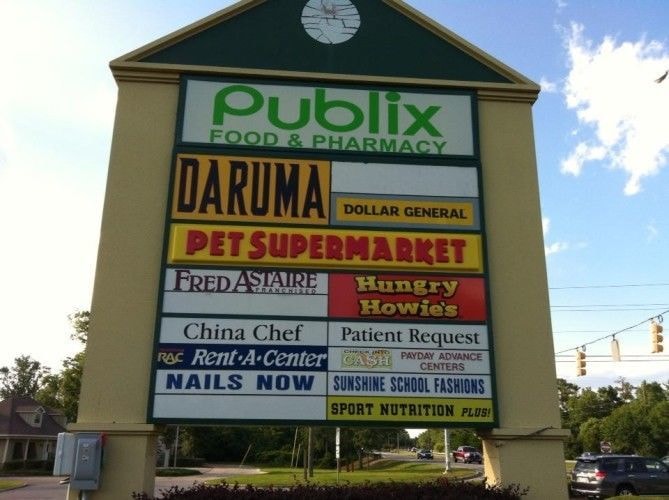 Publix
FOOD & PHARMACY
DARUMA
DOLLAR GENERAL
PET SUPERMARKET
FRED ASTAIRE
FRANCHISED
Hungry
Howie's
China Chef
Patient Request
RAC Rent-A-Center
CHECK INTO
CASH
PAYDAY ADVANCE
CENTERS
NAILS NOW
SUNSHINE SCHOOL FASHIONS
SPORT NUTRITION PLUS!